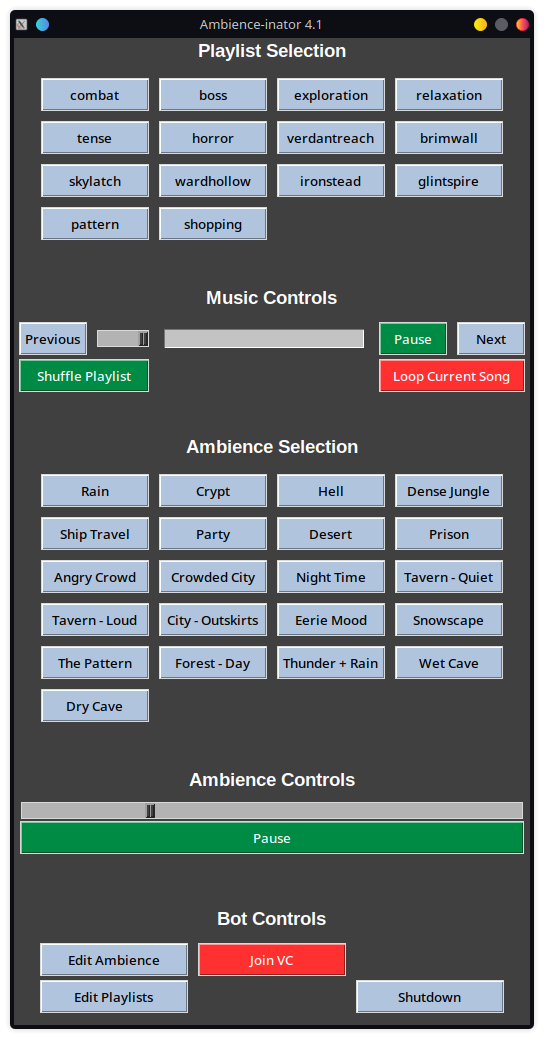 Ambience-inator 4.1
Playlist Selection
combat boss exploration relaxation
tense horror verdantreach brimwall
skylatch wardhollow ironstead glintspire
pattern shopping
Music Controls
Previous Pause Next
Shuffle Playlist Loop Current Song
Ambience Selection
Rain Crypt Hell Dense Jungle
Ship Travel Party Desert Prison
Angry Crowd Crowded City Night Time Tavern - Quiet
Tavern - Loud City - Outskirts Eerie Mood Snowscape
The Pattern Forest - Day Thunder + Rain Wet Cave
Dry Cave
Ambience Controls
Pause
Bot Controls
Edit Ambience Join VC
Edit Playlists Shutdown